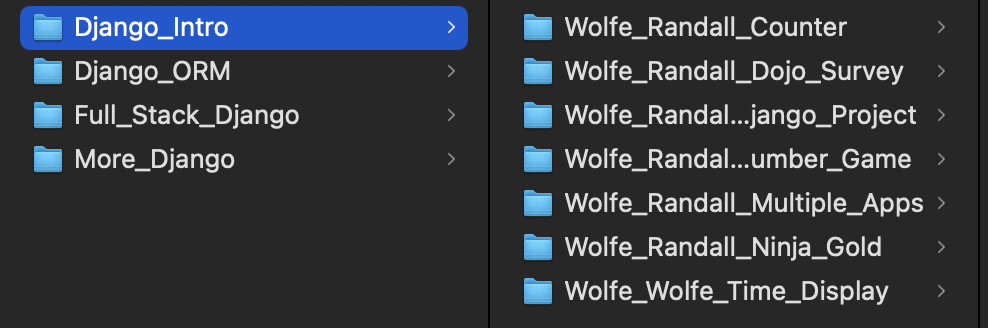 Django_Intro
Django_ORM
Full_Stack_Django
More_Django
Wolfe_Randall_Counter
Wolfe_Randall_Dojo_Survey
Wolfe_Randal...jango_Project
Wolfe_Randal...umber_Game
Wolfe_Randall_Multiple_Apps
Wolfe_Randall_Ninja_Gold
Wolfe_Wolfe_Time_Display